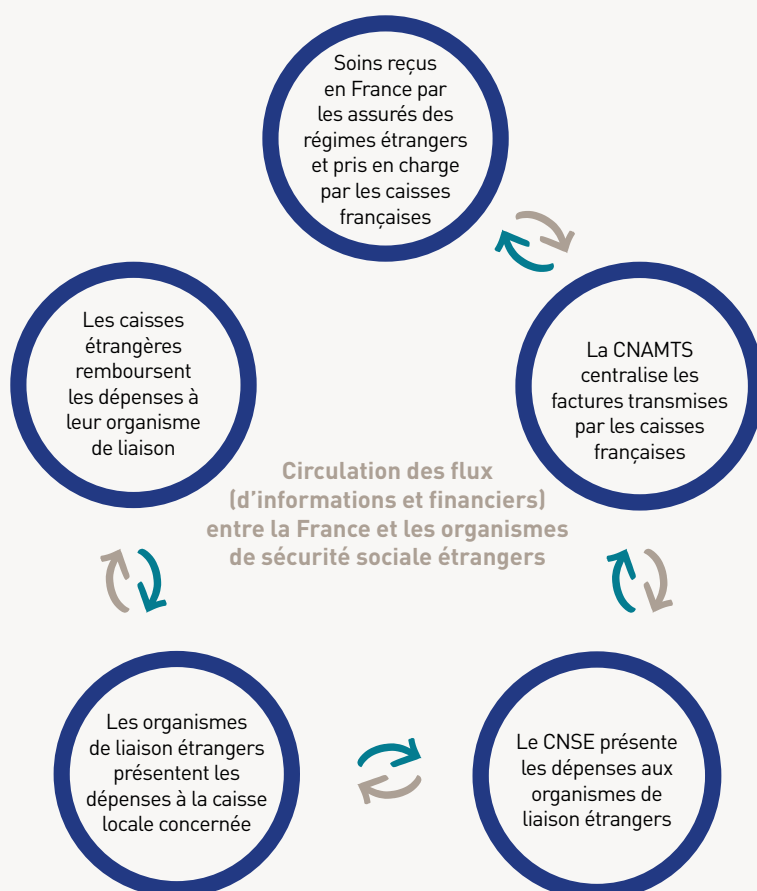 Soins reçus
en France par
les assurés des
régimes étrangers
et pris en charge
par les caisses
françaises
La CNAMTS
centralise les
factures transmises
par les caisses
françaises
Le CNSE présente
les dépenses aux
organismes de
liaison étrangers
Les organismes
de liaison étrangers
présentent les
dépenses à la caisse
locale concernée
Les caisses
étrangères
remboursent
les dépenses à
leur organisme
de liaison
Circulation des flux
(d’informations et financiers)
entre la France et les organismes
de sécurité sociale étrangers